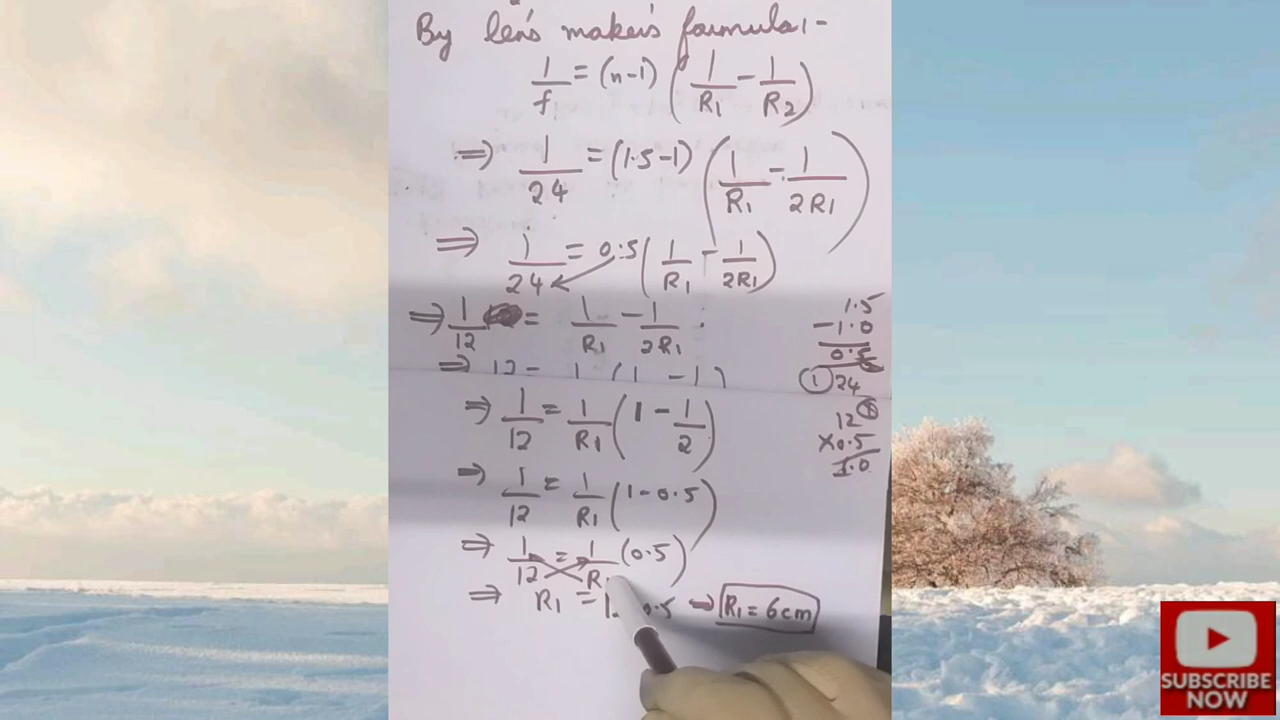 By len's maker's formula:-
1/f = (n-1) (1/R1 - 1/R2)
⇒ 1/24 = (1.5-1) (1/R1 - 1/2R1)
⇒ 1/24 = 0.5 (1/R1 - 1/2R1)
⇒ 1/12 = 1/R1 - 1/2R1
1.5
-1.0
0.5
① 24
12
×0.5
⇒ 1/12 = 1/R1 (1 - 1/2)
⇒ 1/12 = 1/R1 (1-0.5)
⇒ 1/12 = 1/R1 (0.5)
⇒ R1 = 0.5 ⇒ R1 = 6cm
SUBSCRIBE
NOW